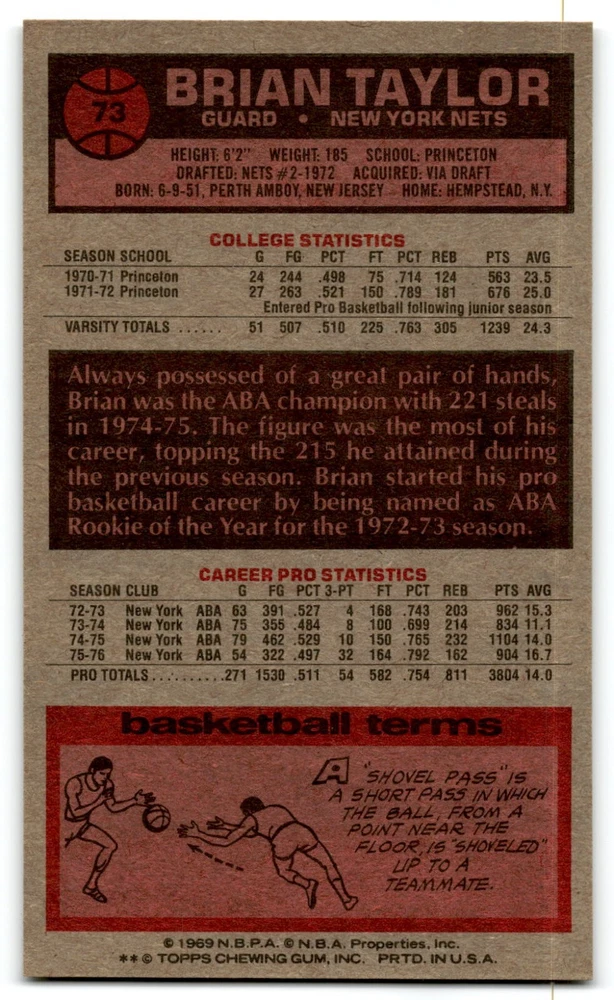 73
BRIAN TAYLOR
GUARD • NEW YORK NETS
HEIGHT: 6'2" WEIGHT: 185 SCHOOL: PRINCETON
DRAFTED: NETS #2-1972 ACQUIRED: VIA DRAFT
BORN: 6-9-51, PERTH AMBOY, NEW JERSEY HOME: HEMPSTEAD, N.Y.
COLLEGE STATISTICS
SEASON SCHOOL G FG PCT FT PCT REB PTS AVG
1970-71 Princeton 24 244 .498 75 .714 124 563 23.5
1971-72 Princeton 27 263 .521 150 .789 181 676 25.0
Entered Pro Basketball following junior season
VARSITY TOTALS ...... 51 507 .510 225 .763 305 1239 24.3
Always possessed of a great pair of hands,
Brian was the ABA champion with 221 steals
in 1974-75. The figure was the most of his
career, topping the 215 he attained during
the previous season. Brian started his pro
basketball career by being named as ABA
Rookie of the Year for the 1972-73 season.
CAREER PRO STATISTICS
SEASON CLUB G FG PCT 3-PT FT PCT REB PTS AVG
72-73 New York ABA 63 391 .527 4 168 .743 203 962 15.3
73-74 New York ABA 75 355 .484 8 100 .699 214 834 11.1
74-75 New York ABA 79 462 .529 10 150 .765 232 1104 14.0
75-76 New York ABA 54 322 .497 32 164 .792 162 904 16.7
PRO TOTALS..........271 1530 .511 54 582 .754 811 3804 14.0
basketball terms
A "SHOVEL PASS" IS
A SHORT PASS IN WHICH
THE BALL, FROM A
POINT NEAR THE
FLOOR, IS "SHOVELED"
UP TO A
TEAMMATE.
© 1969 N.B.P.A. © N.B.A. Properties, Inc.
**© TOPPS CHEWING GUM, INC. PRTD. IN U.S.A.